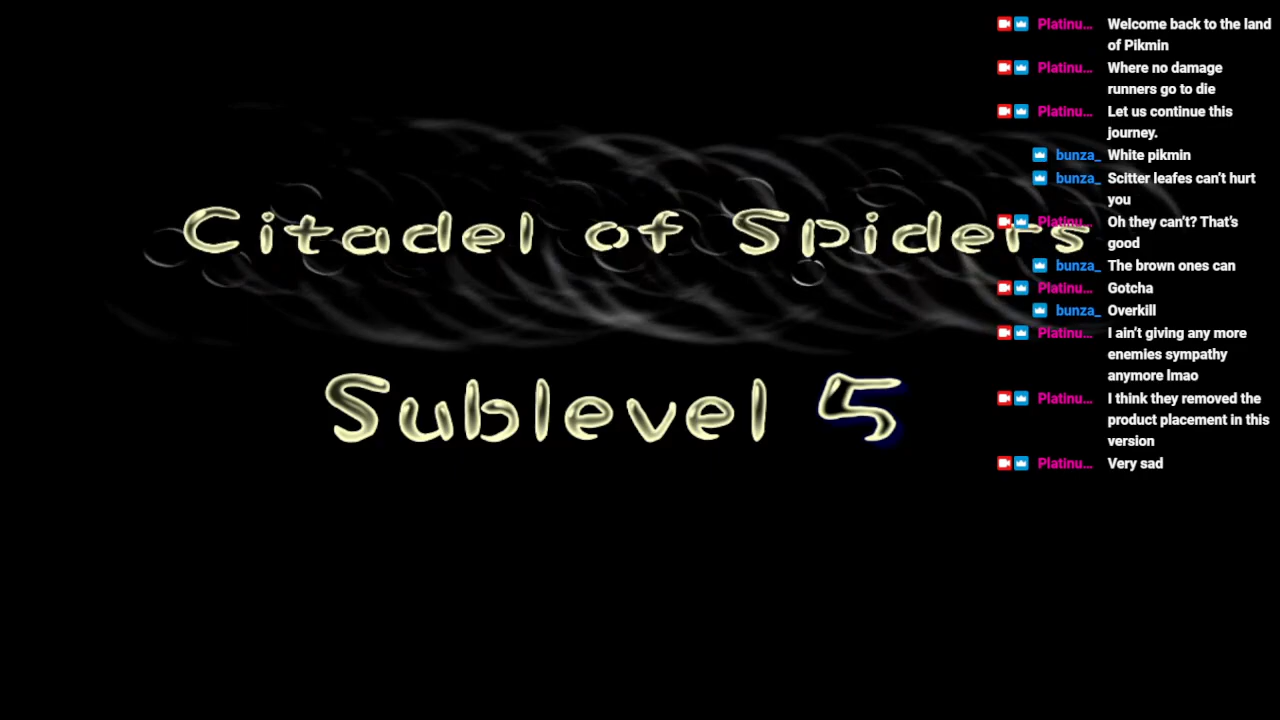 Citadel of Spiders
Sublevel 5
Platinu... Welcome back to the land
of Pikmin
Platinu... Where no damage
runners go to die
Platinu... Let us continue this
journey.
bunza_ White pikmin
bunza_ Scitter leafes can't hurt
you
Platinu... Oh they can't? That's
good
bunza_ The brown ones can
Platinu... Gotcha
bunza_ Overkill
Platinu... I ain't giving any more
enemies sympathy
anymore lmao
Platinu... I think they removed the
product placement in this
version
Platinu... Very sad